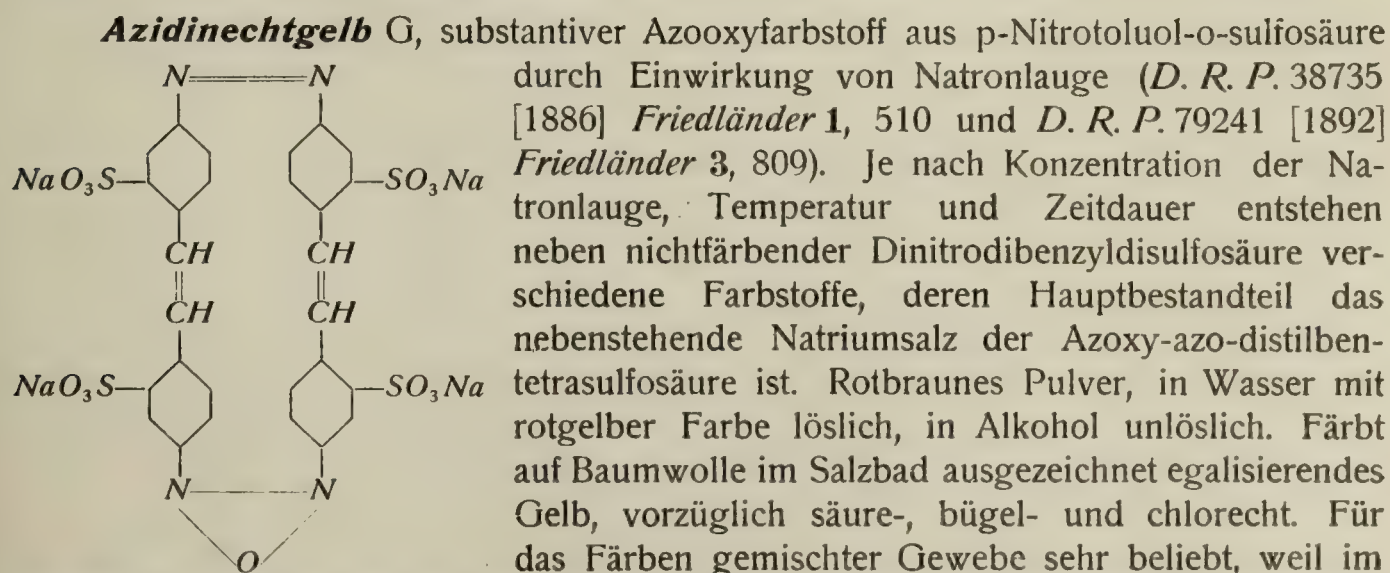 Azidinechtgelb G, substantiver Azooxyfarbstoff aus p-Nitrotoluol-o-sulfosäure
durch Einwirkung von Natronlauge (D. R. P. 38735
[1886] Friedländer 1, 510 und D. R. P. 79241 [1892]
Friedländer 3, 809). Je nach Konzentration der Na-
tronlauge, Temperatur und Zeitdauer entstehen
neben nichtfärbender Dinitrodibenzyldisulfosäure ver-
schiedene Farbstoffe, deren Hauptbestandteil das
nebenstehende Natriumsalz der Azoxy-azo-distilben-
tetrasulfosäure ist. Rotbraunes Pulver, in Wasser mit
rotgelber Farbe löslich, in Alkohol unlöslich. Färbt
auf Baumwolle im Salzbad ausgezeichnet egalisierendes
Gelb, vorzüglich säure-, bügel- und chlorecht. Für
das Färben gemischter Gewebe sehr beliebt, weil im
N N
NaO₃S SO₃Na
CH CH
CH CH
NaO₃S SO₃Na
N N
O